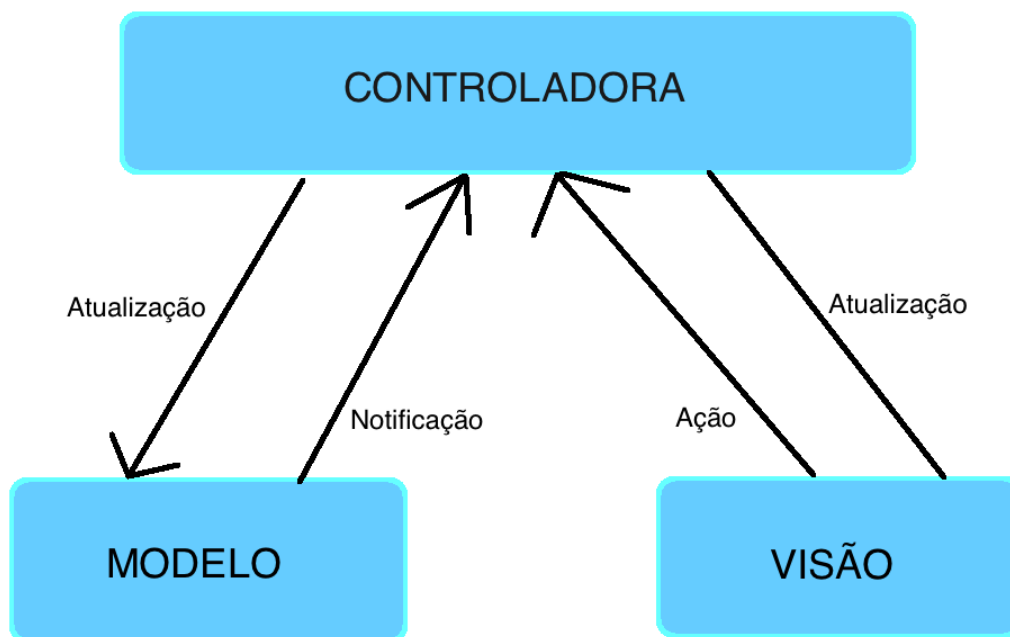 CONTROLADORA
Atualização
Atualização
Notificação
Ação
MODELO
VISÃO